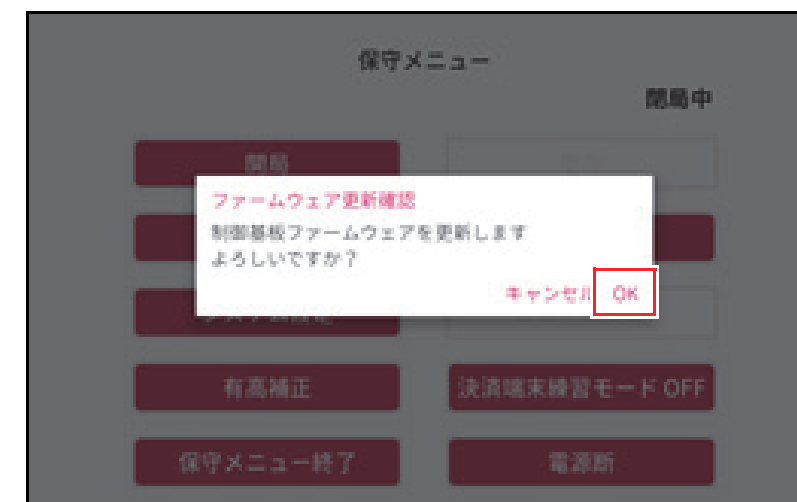 保守メニュー
閉局中
開局
ファームウェア更新確認
制御基板ファームウェアを更新します
よろしいですか？
キャンセル OK
有高補正 決済端末練習モード OFF
保守メニュー終了 電源断